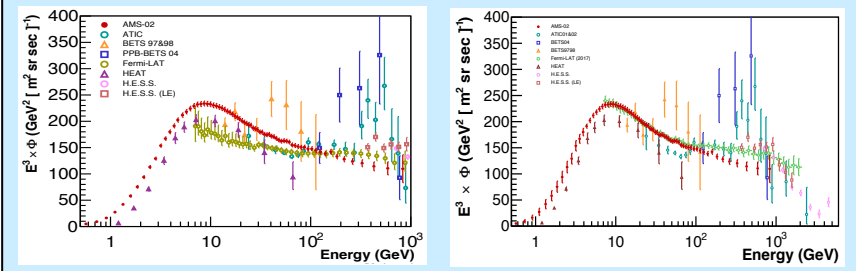 E³ × Φ (GeV² [ m² sr sec ]⁻¹)
400
350
300
250
200
150
100
50
0
AMS-02
ATIC
BETS 97&98
PPB-BETS 04
Fermi-LAT
HEAT
H.E.S.S.
H.E.S.S. (LE)
1
10
10²
10³
Energy (GeV)
E³ × Φ (GeV² [ m² sr sec ]⁻¹)
400
350
300
250
200
150
100
50
0
AMS-02
ATIC01&02
BETS04
BETS9798
Fermi-LAT (2017)
HEAT
H.E.S.S.
H.E.S.S. (LE)
1
10
10²
10³
Energy (GeV)